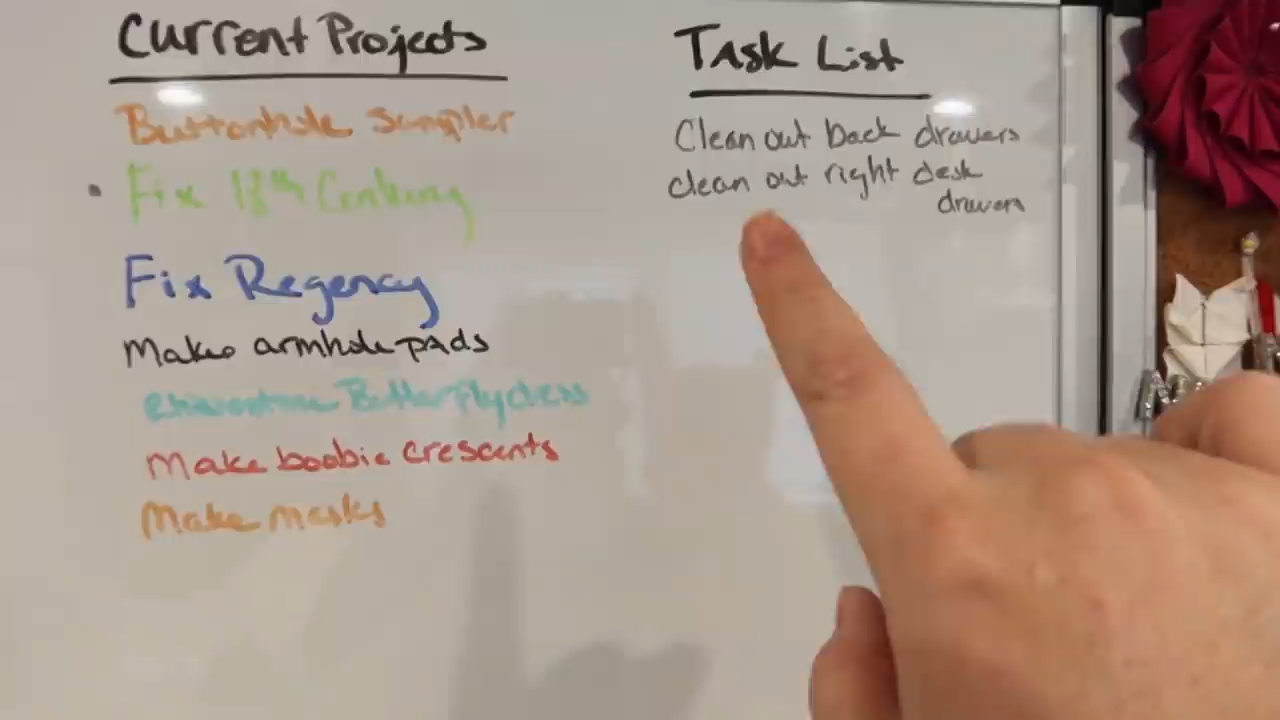 Current Projects
Buttonhole Sampler
Fix 18th Century
Fix Regency
Make armhole pads
Butterfly dress
Make boobie crescents
Make masks
Task List
Clean out back drawers
clean out right desk
drawers